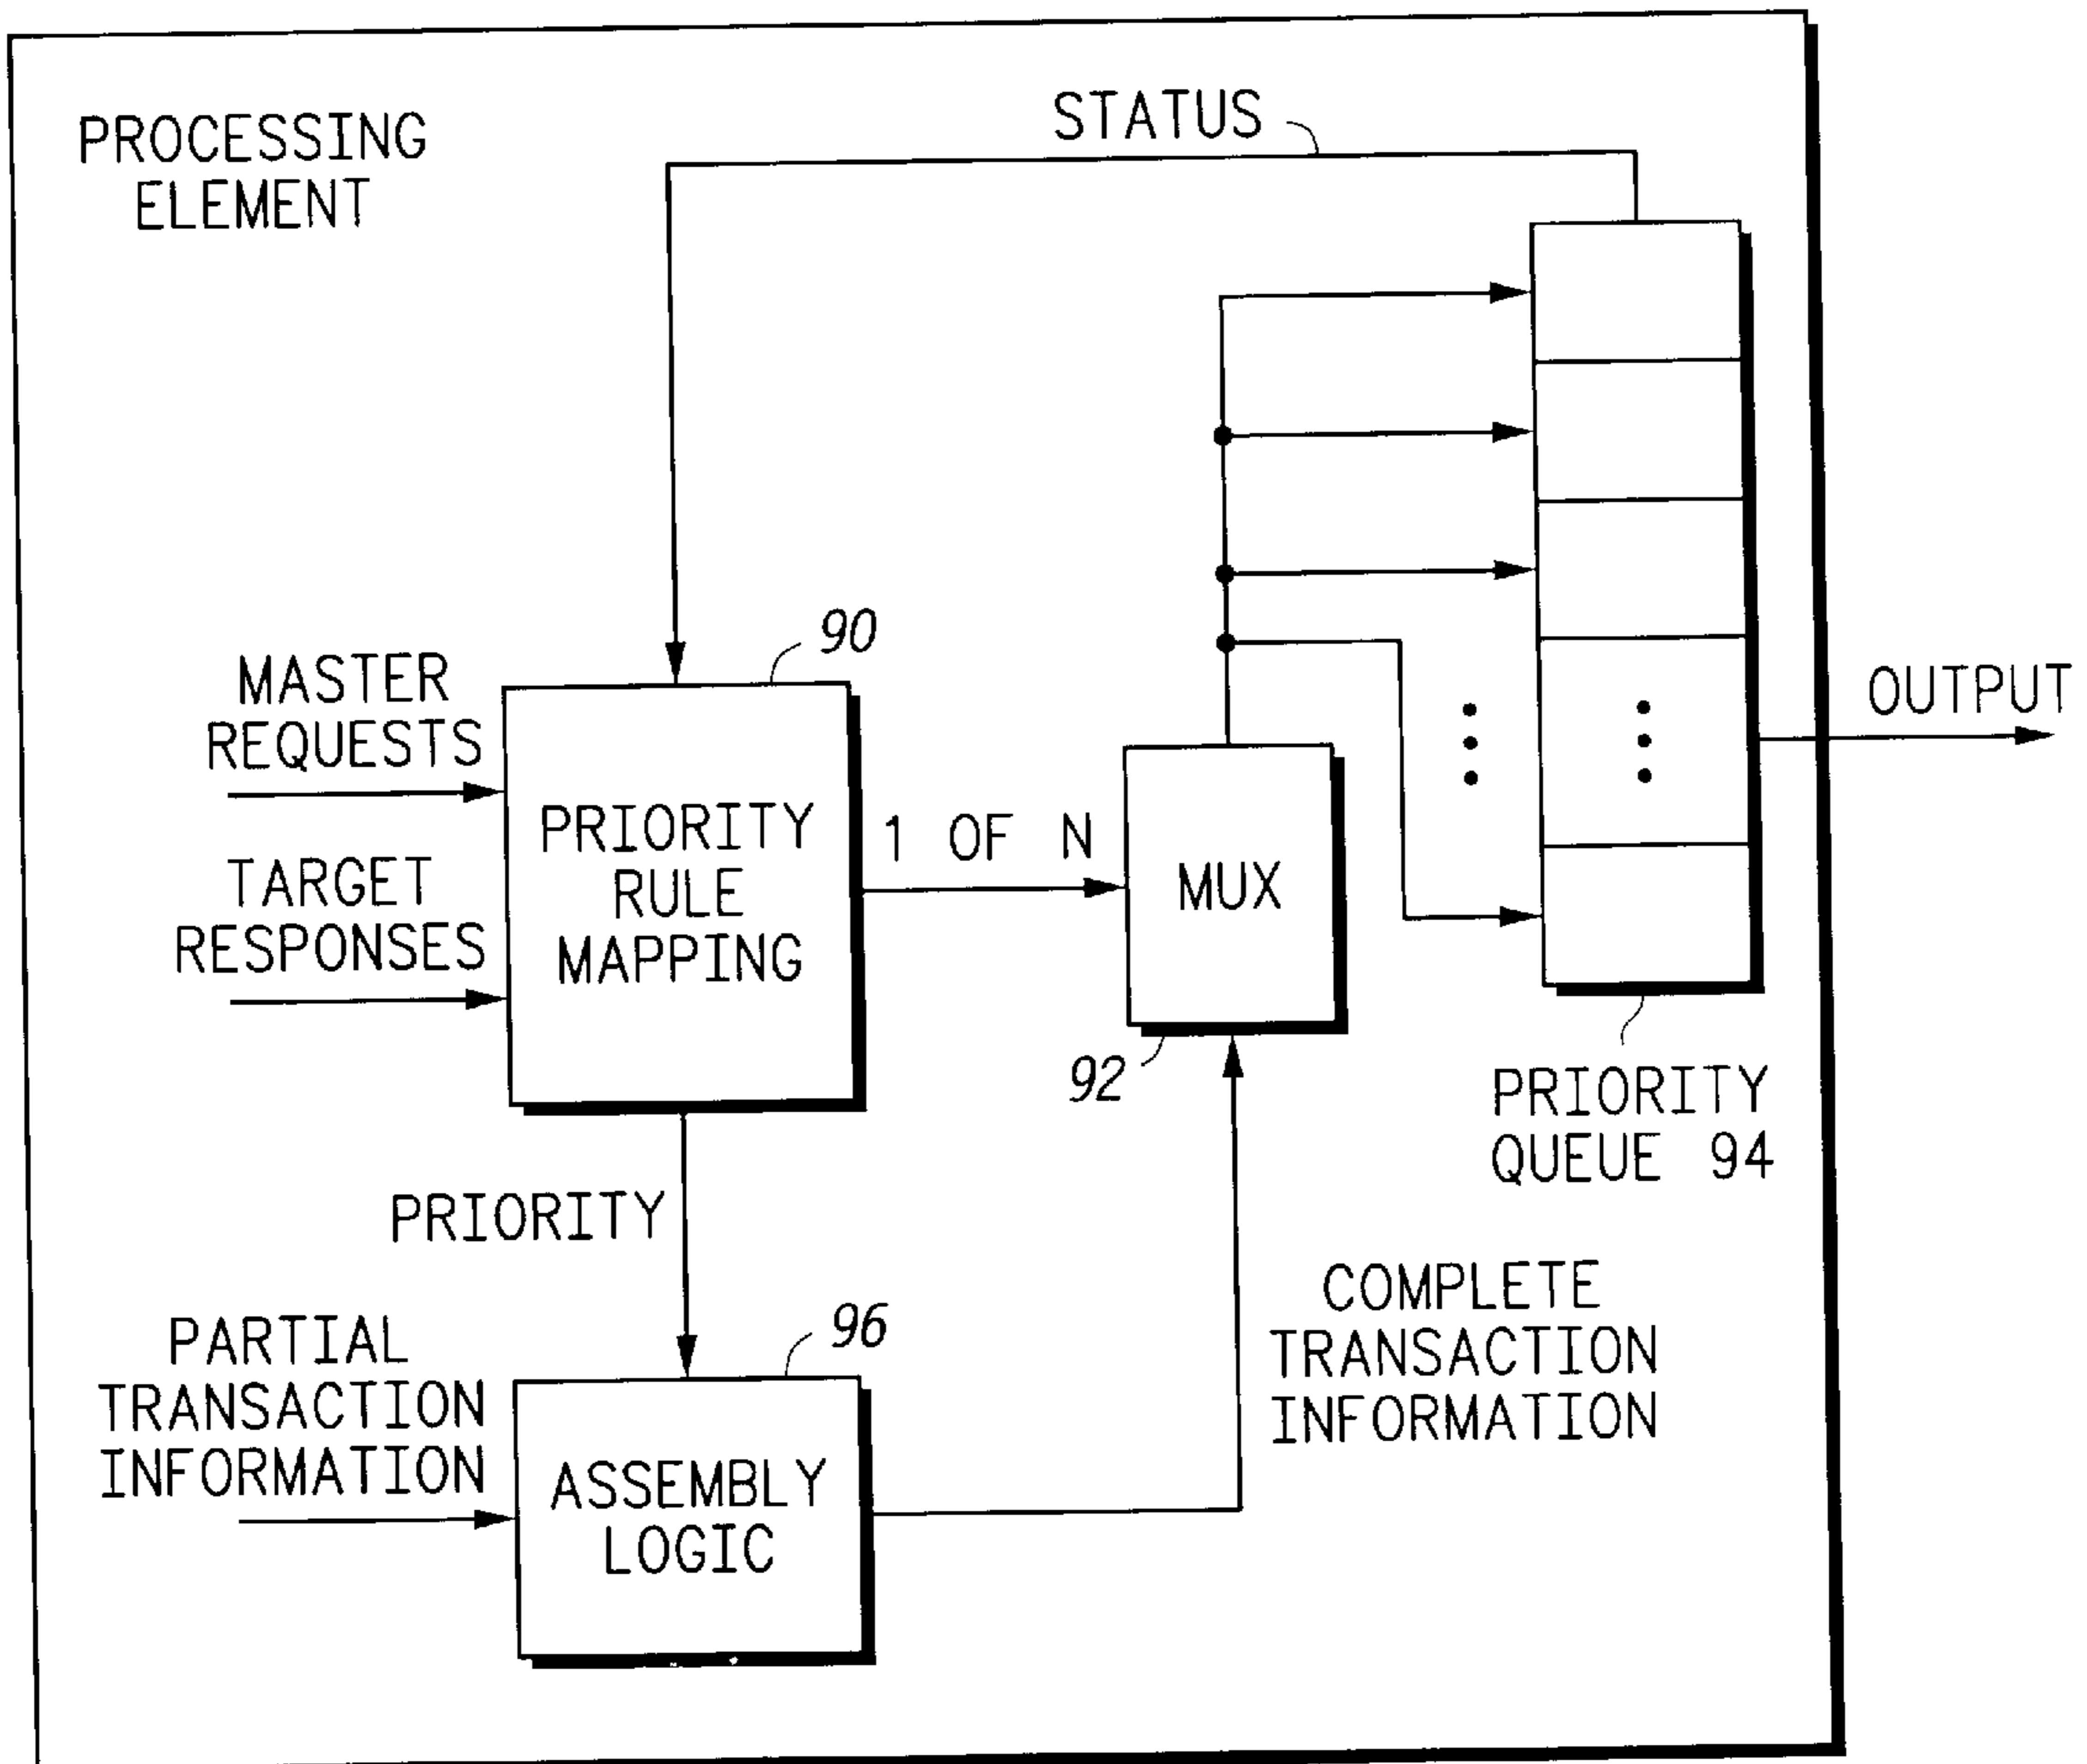 PROCESSING
ELEMENT
STATUS
90
MASTER
REQUESTS
TARGET
RESPONSES
PRIORITY
RULE
MAPPING
1 OF N
MUX
92
OUTPUT
PRIORITY
QUEUE 94
PRIORITY
96
PARTIAL
TRANSACTION
INFORMATION
ASSEMBLY
LOGIC
COMPLETE
TRANSACTION
INFORMATION